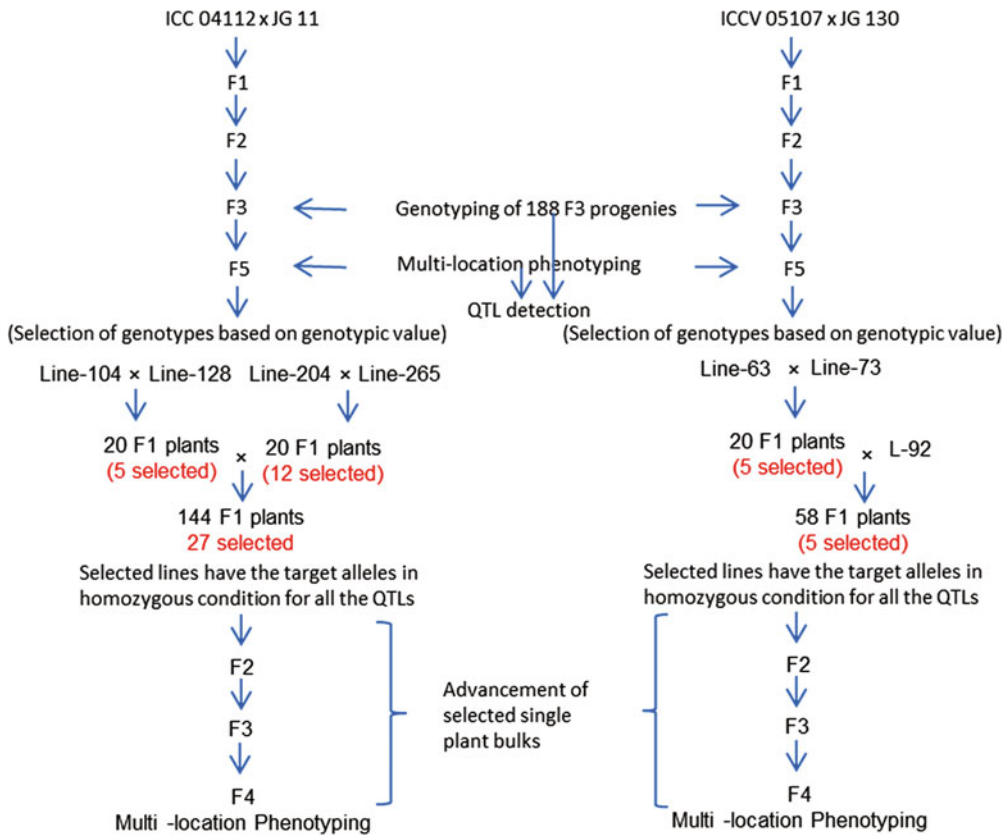 ICC 04112 x JG 11
F1
F2
F3
F5
(Selection of genotypes based on genotypic value)
Line-104 × Line-128 Line-204 × Line-265
20 F1 plants × 20 F1 plants
(5 selected) (12 selected)
144 F1 plants
27 selected
Selected lines have the target alleles in
homozygous condition for all the QTLs
F2
F3
F4
Multi -location Phenotyping
Genotyping of 188 F3 progenies
Multi-location phenotyping
QTL detection
Advancement of
selected single
plant bulks
ICCV 05107 x JG 130
F1
F2
F3
F5
(Selection of genotypes based on genotypic value)
Line-63 × Line-73
20 F1 plants × L-92
(5 selected)
58 F1 plants
(5 selected)
Selected lines have the target alleles in
homozygous condition for all the QTLs
F2
F3
F4
Multi -location Phenotyping